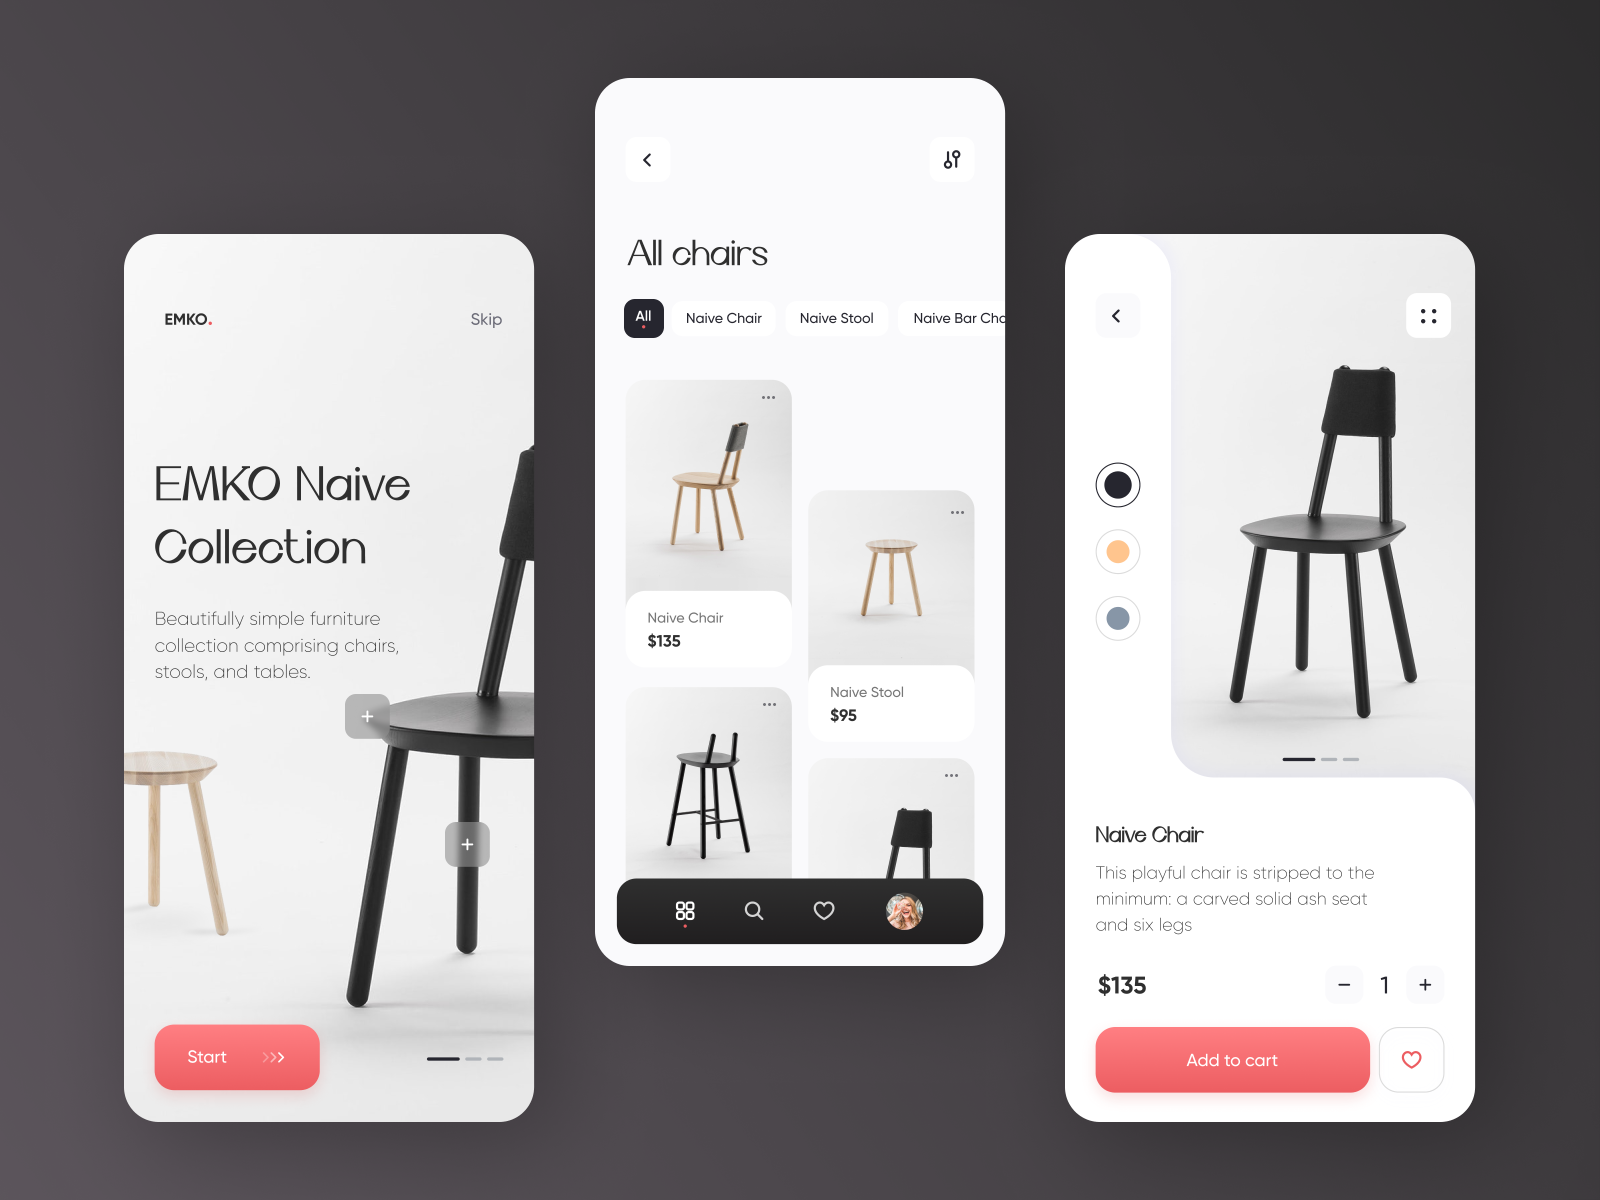 EMKO.
Skip
EMKO Naive
Collection
Beautifully simple furniture
collection comprising chairs,
stools, and tables.
Start
All chairs
All
Naive Chair
Naive Stool
Naive Bar Cha
Naive Chair
$135
Naive Stool
$95
Naive Chair
This playful chair is stripped to the
minimum: a carved solid ash seat
and six legs
$135
1
Add to cart